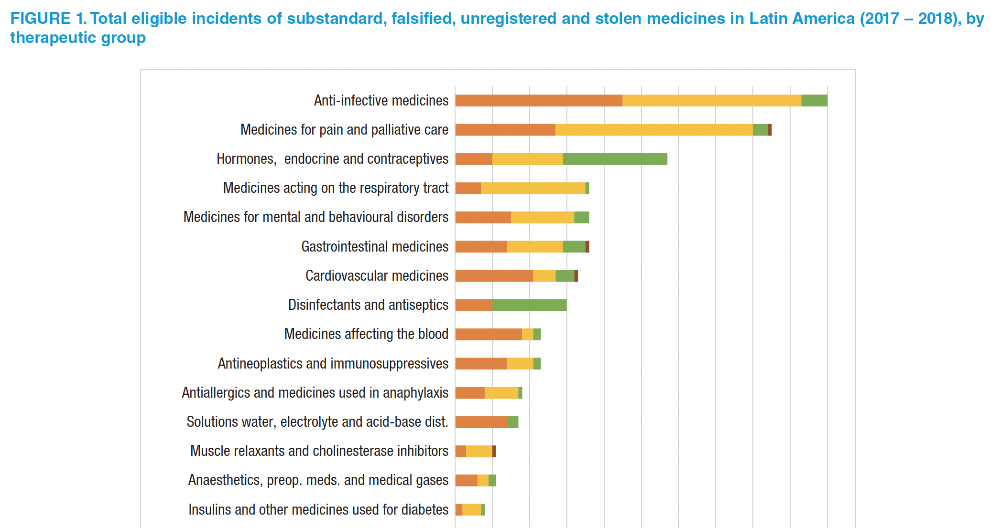 FIGURE 1. Total eligible incidents of substandard, falsified, unregistered and stolen medicines in Latin America (2017 – 2018), by
therapeutic group
Anti-infective medicines
Medicines for pain and palliative care
Hormones,  endocrine and contraceptives
Medicines acting on the respiratory tract
Medicines for mental and behavioural disorders
Gastrointestinal medicines
Cardiovascular medicines
Disinfectants and antiseptics
Medicines affecting the blood
Antineoplastics and immunosuppressives
Antiallergics and medicines used in anaphylaxis
Solutions water, electrolyte and acid-base dist.
Muscle relaxants and cholinesterase inhibitors
Anaesthetics, preop. meds. and medical gases
Insulins and other medicines used for diabetes